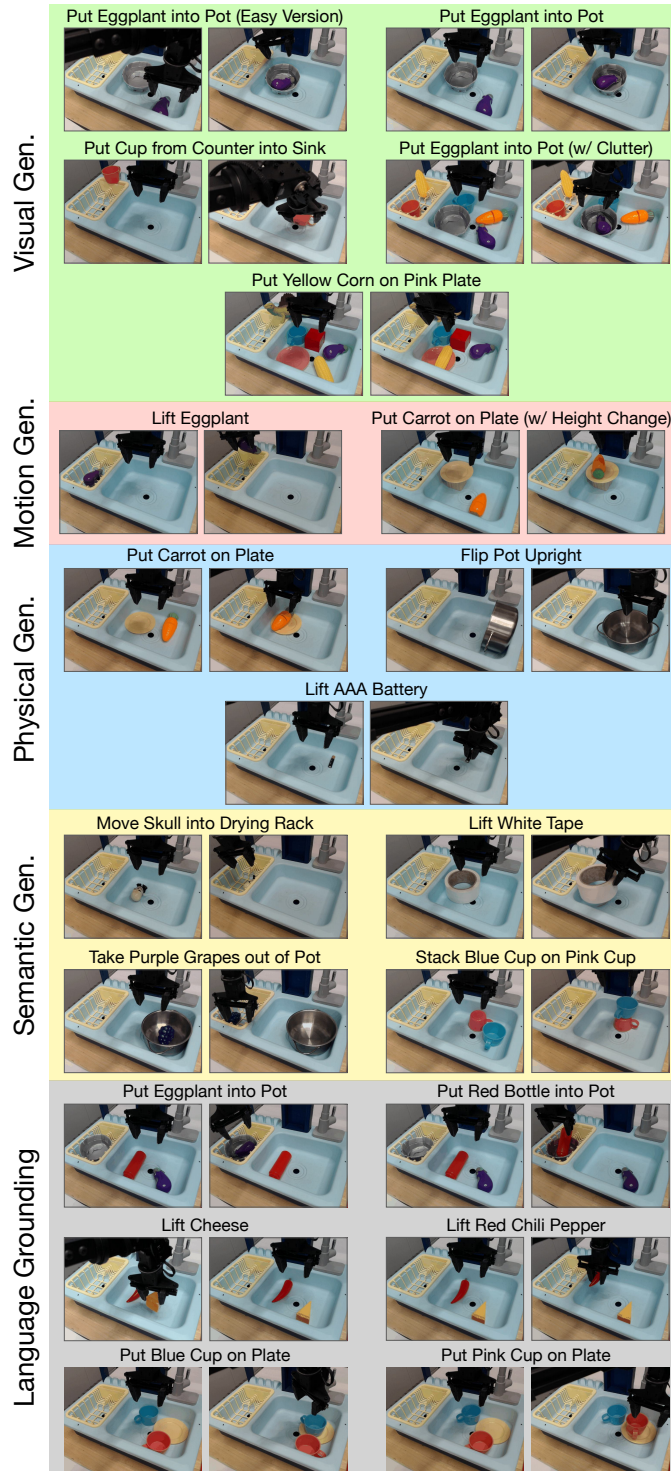 Visual Gen.
Put Eggplant into Pot (Easy Version)
Put Eggplant into Pot
Put Cup from Counter into Sink
Put Eggplant into Pot (w/ Clutter)
Put Yellow Corn on Pink Plate
Motion Gen.
Lift Eggplant
Put Carrot on Plate (w/ Height Change)
Physical Gen.
Put Carrot on Plate
Flip Pot Upright
Lift AAA Battery
Semantic Gen.
Move Skull into Drying Rack
Lift White Tape
Take Purple Grapes out of Pot
Stack Blue Cup on Pink Cup
Language Grounding
Put Eggplant into Pot
Put Red Bottle into Pot
Lift Cheese
Lift Red Chili Pepper
Put Blue Cup on Plate
Put Pink Cup on Plate